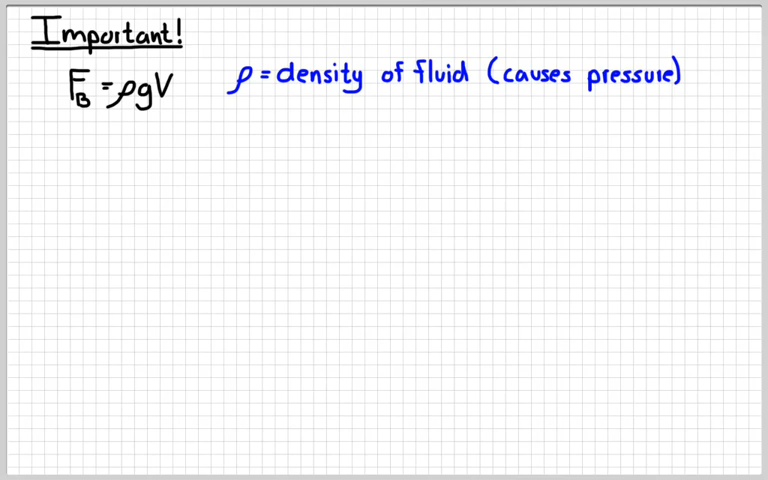 Important!
F_B = ρgV ρ = density of fluid (causes pressure)